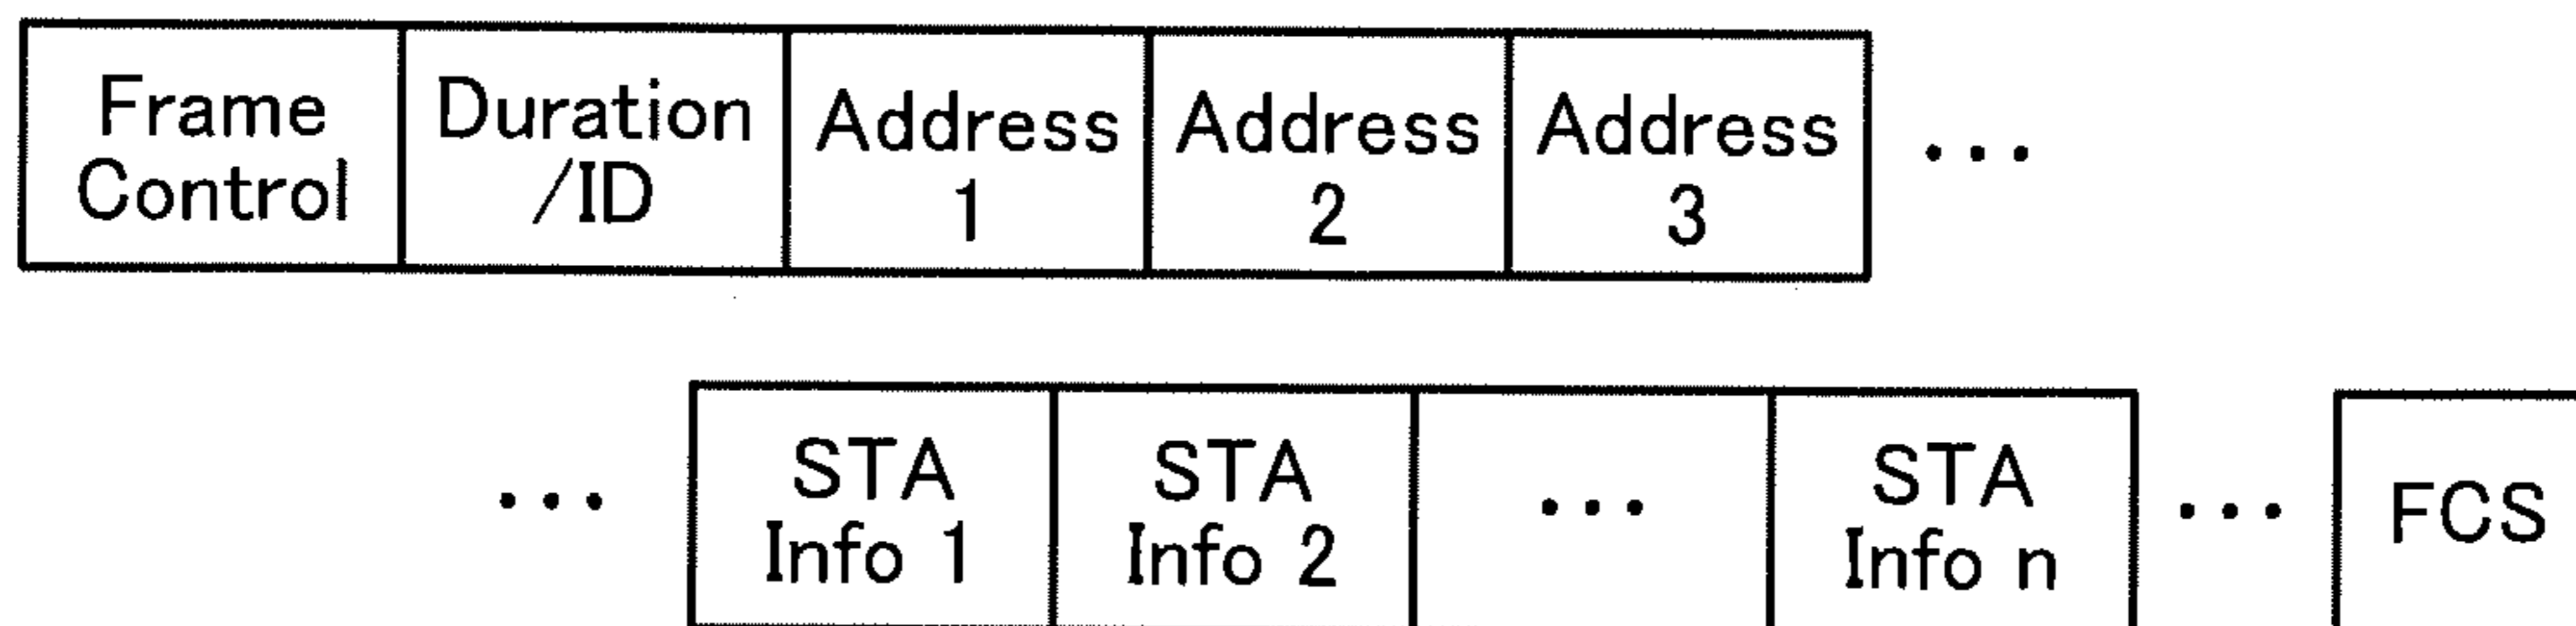 Frame
Control
Duration
/ID
Address
1
Address
2
Address
3
...
...
STA
Info 1
STA
Info 2
...
STA
Info n
...
FCS